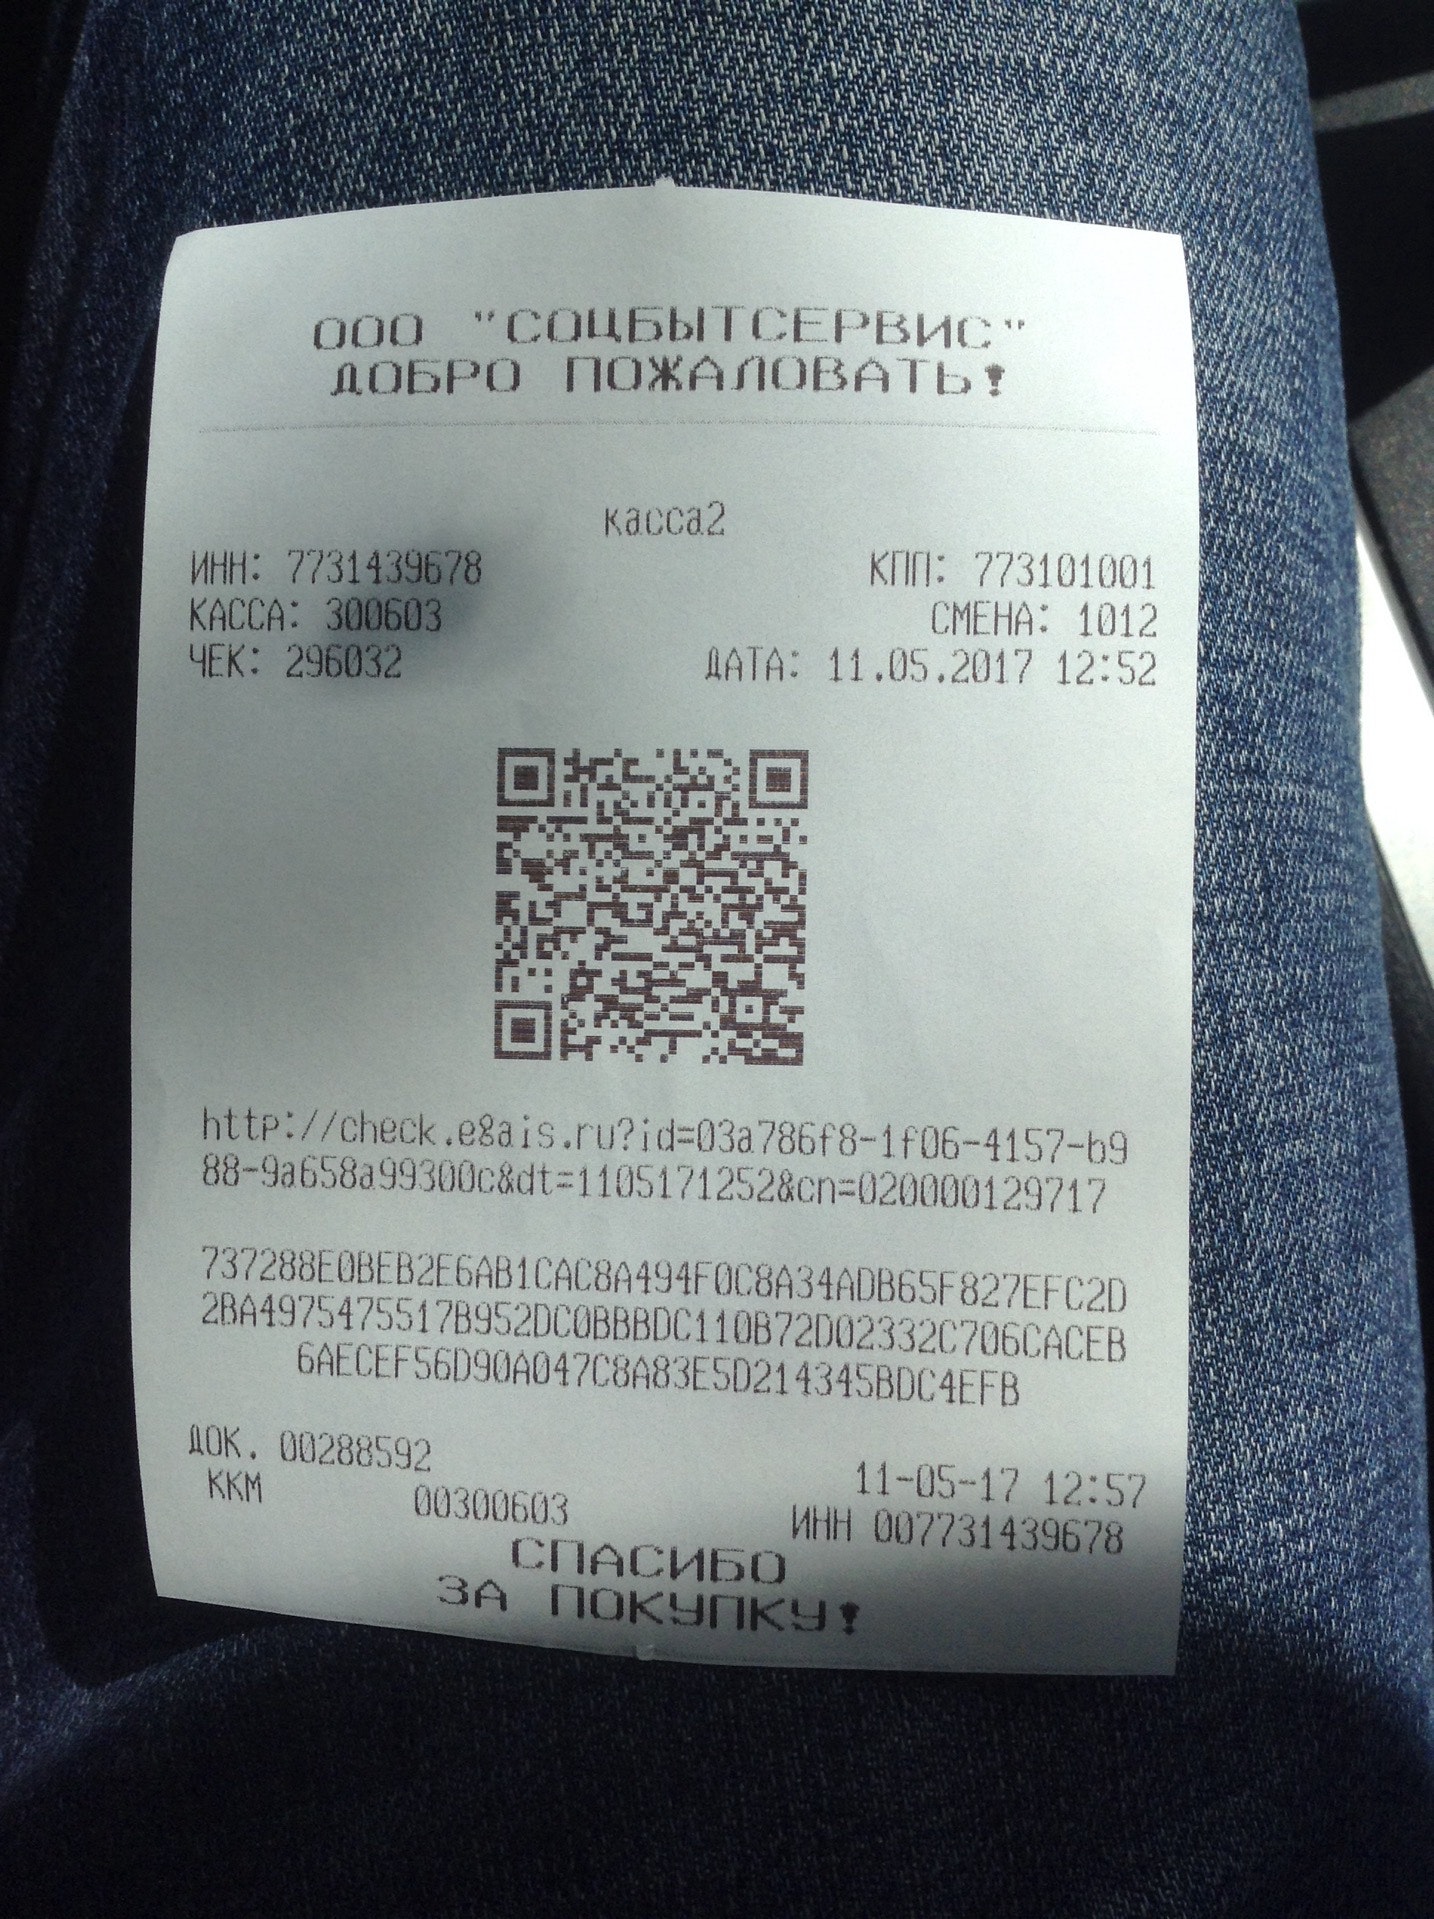 ООО "СОЦБЫТСЕРВИС"
ДОБРО ПОЖАЛОВАТЬ!
касса2
ИНН: 7731439678 КПП: 773101001
КАССА: 300603 СМЕНА: 1012
ЧЕК: 296032 ДАТА: 11.05.2017 12:52
http://check.egais.ru?id=03a786f8-1f06-4157-b9
88-9a658a99300c&dt=1105171252&cn=020000129717
737288E0BEB2E6AB1CAC8A494F0C8A34ADB65F827EFC2D
2BA4975475517B952DC0BBBDC110B72D02332C706CACEB
6AECEF56D90A047C8A83E5D214345BDC4EFB
ДОК. 00288592 11-05-17 12:57
ККМ 00300603 ИНН 007731439678
СПАСИБО
ЗА ПОКУПКУ!